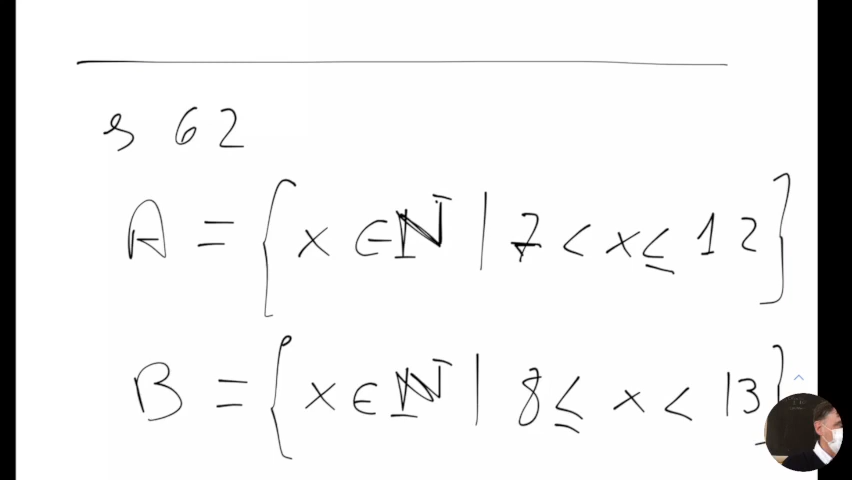 s 62
A = { x ∈ ℕ | 7 < x ≤ 12 }
B = { x ∈ ℕ | 8 ≤ x < 13 }